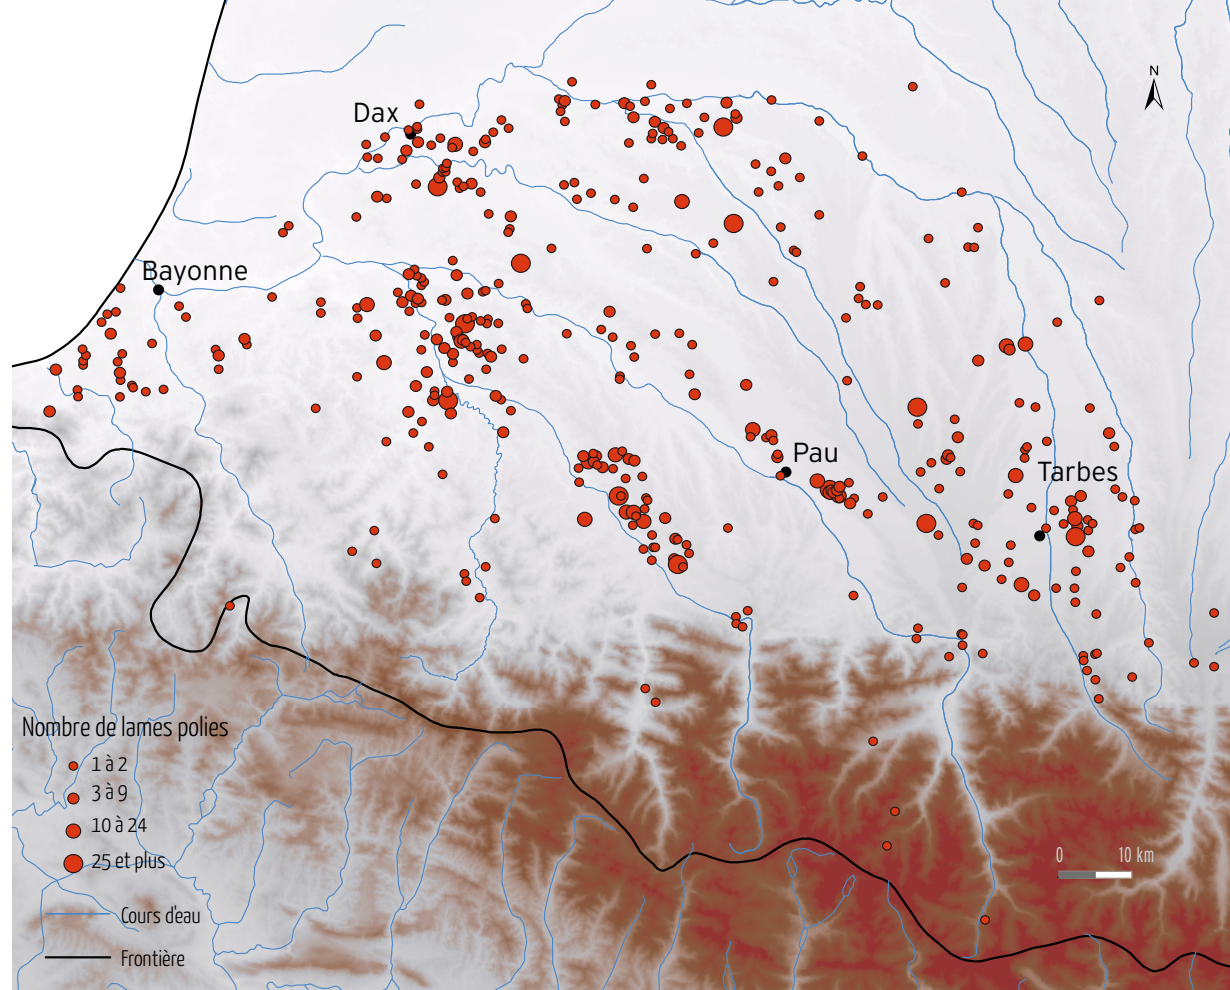 N
Dax
Bayonne
Pau
Tarbes
Nombre de lames polies
1 à 2
3 à 9
10 à 24
25 et plus
Cours d'eau
Frontière
0 10 km